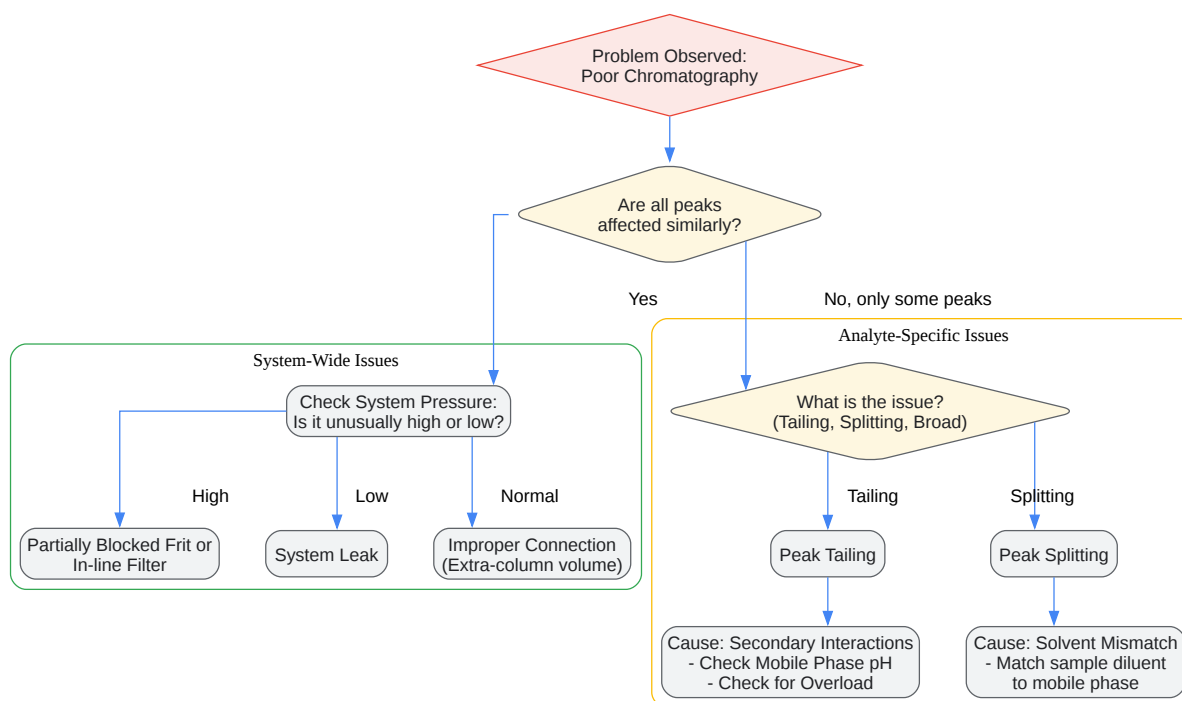 Problem Observed:
Poor Chromatography
Are all peaks
affected similarly?
Yes
No, only some peaks
System-Wide Issues
Check System Pressure:
Is it unusually high or low?
High
Low
Normal
Partially Blocked Frit or
In-line Filter
System Leak
Improper Connection
(Extra-column volume)
Analyte-Specific Issues
What is the issue?
(Tailing, Splitting, Broad)
Tailing
Splitting
Peak Tailing
Peak Splitting
Cause: Secondary Interactions
- Check Mobile Phase pH
- Check for Overload
Cause: Solvent Mismatch
- Match sample diluent
to mobile phase